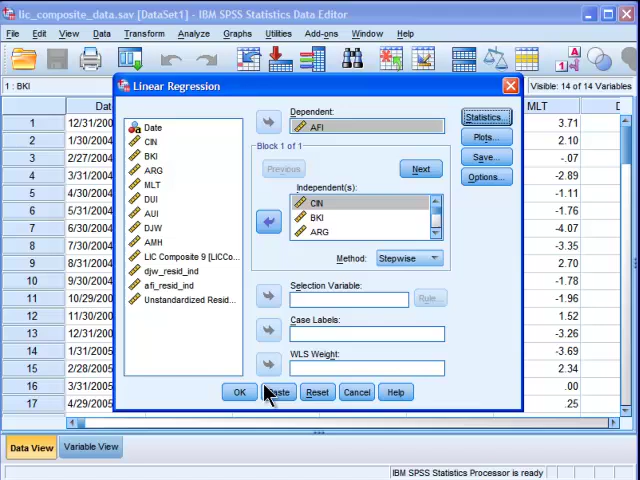 lic_composite_data.sav [DataSet1] - IBM SPSS Statistics Data Editor
File Edit View Data Transform Analyze Graphs Utilities Add-ons Window Help
1 : BKI
Visible: 14 of 14 Variables
Linear Regression
Date
CIN
BKI
ARG
MLT
DUI
AUI
DJW
AMH
LIC Composite 9 [LICCo...
djw_resid_ind
afi_resid_ind
Unstandardized Resid...
Dependent:
AFI
Block 1 of 1
Previous
Next
Independent(s):
CIN
BKI
ARG
Method: Stepwise
Selection Variable:
Rule...
Case Labels:
WLS Weight:
Statistics...
Plots...
Save...
Options...
OK
Reset
Cancel
Help
Dat
MLT
D
1 12/31/200 3.71
2 1/30/2004 2.10
3 2/27/2004 -.07
4 3/31/2004 -2.89
5 4/30/2004 -1.11
6 5/31/2004 -1.76
7 6/30/2004 -4.07
8 7/30/2004 -3.35
9 8/31/2004 2.70
10 9/30/2004 -1.78
11 10/29/200 -1.96
12 11/30/200 1.52
13 12/31/200 -3.26
14 1/31/2005 -3.69
15 2/28/2005 2.34
16 3/31/2005 .00
17 4/29/2005 .25
Data View
Variable View
IBM SPSS Statistics Processor is ready